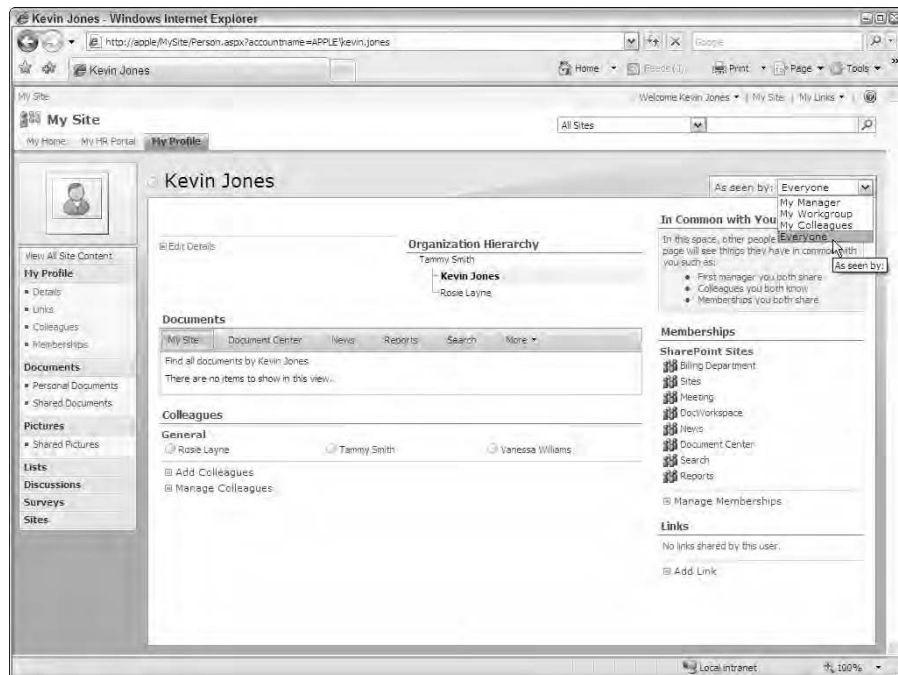 Kevin Jones - Windows Internet Explorer
http://apple/MySite/Person.aspx?accountname=APPLE\kevin.jones
Google
Kevin Jones
Home
Feeds (J)
Print
Page
Tools
My Site
Welcome Kevin Jones | My Site | My Links
My Site
All Sites
My Home
My HR Portal
My Profile
Kevin Jones
As seen by: Everyone
My Manager
My Workgroup
My Colleagues
Everyone
As seen by:
View All Site Content
My Profile
Details
Links
Colleagues
Memberships
Documents
Personal Documents
Shared Documents
Pictures
Shared Pictures
Lists
Discussions
Surveys
Sites
Edit Details
Organization Hierarchy
Tammy Smith
Kevin Jones
Rosie Layne
Documents
My Site
Document Center
News
Reports
Search
More
Find all documents by Kevin Jones
There are no items to show in this view.
Colleagues
General
Rosie Layne
Tammy Smith
Vanessa Williams
Add Colleagues
Manage Colleagues
In Common with You
In this space, other people
page will see things they have in common with
you such as:
First manager you both share
Colleagues you both know
Memberships you both share
Memberships
SharePoint Sites
Billing Department
Sites
Meeting
DocWorkspace
News
Document Center
Search
Reports
Manage Memberships
Links
No links shared by this user.
Add Link
Local intranet
100%